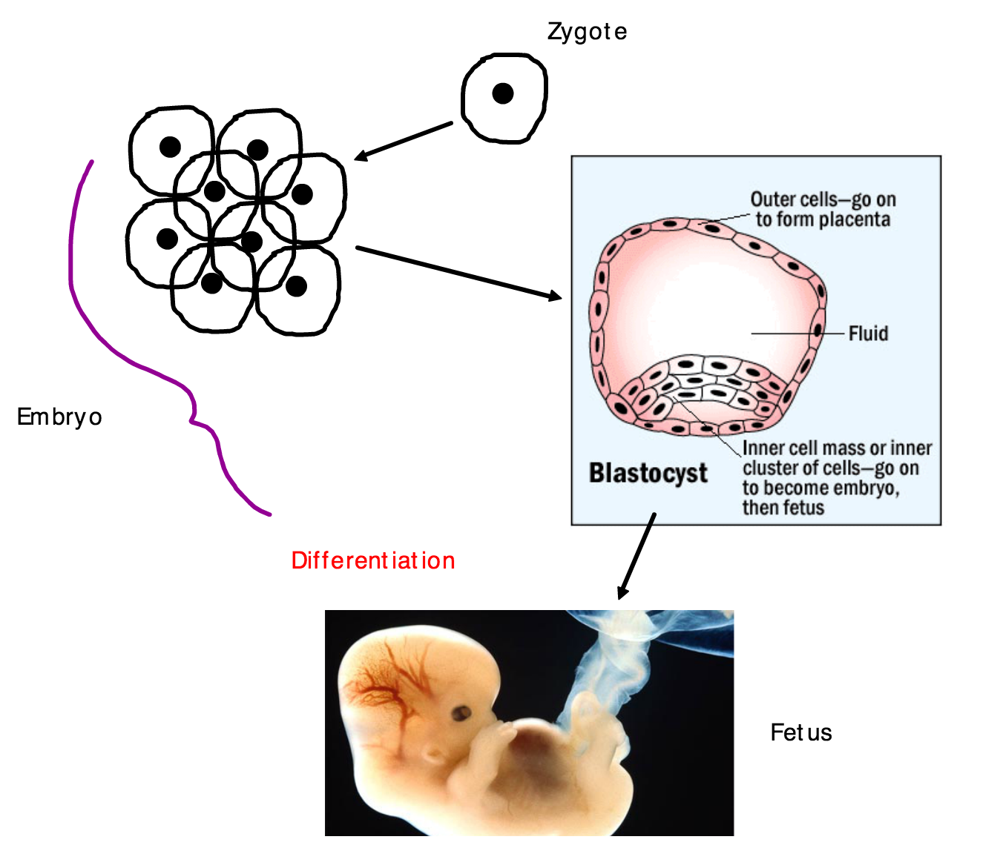 Zygote
Outer cells—go on
to form placenta
Fluid
Embryo
Inner cell mass or inner
cluster of cells—go on
to become embryo,
then fetus
Blastocyst
Differentiation
Fetus